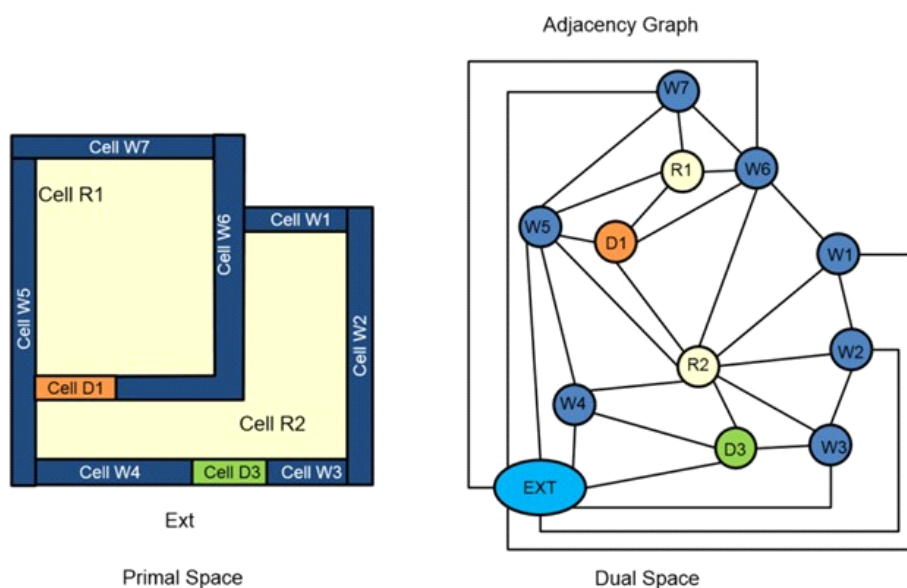 Adjacency Graph
W7
Cell W7
R1
W6
Cell R1
Cell W1
W5
D1
Cell W6
W1
Cell W5
Cell W2
W2
R2
Cell D1
W4
Cell R2
D3
W3
Cell W4
Cell D3
Cell W3
EXT
Ext
Primal Space
Dual Space